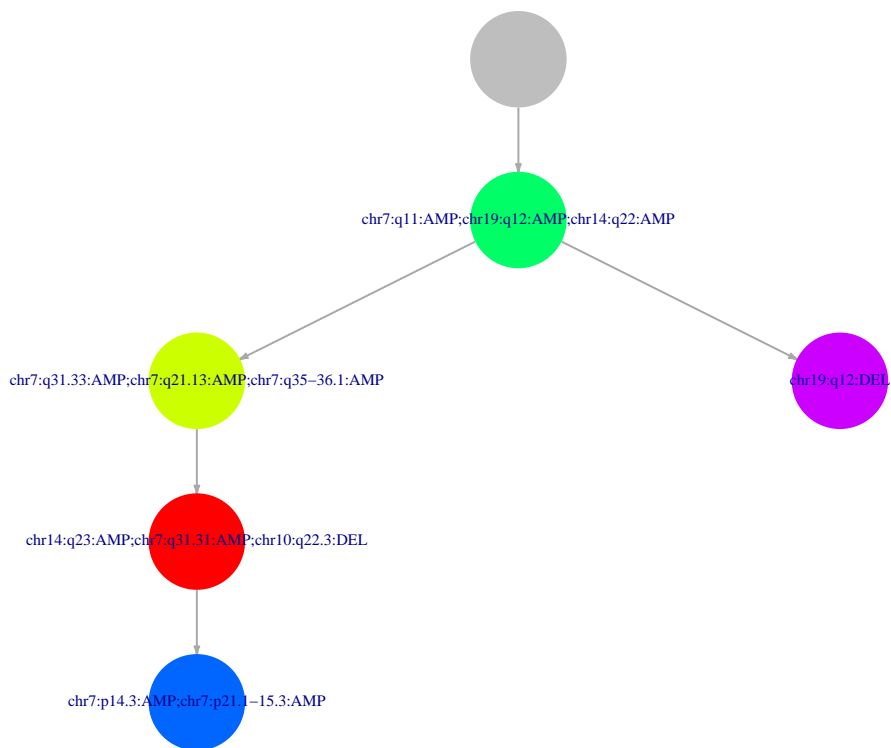 chr7:q11:AMP;chr19:q12:AMP;chr14:q22:AMP
chr7:q31.33:AMP;chr7:q21.13:AMP;chr7:q35−36.1:AMP
chr19:q12:DEL
chr14:q23:AMP;chr7:q31.31:AMP;chr10:q22.3:DEL
chr7:p14.3:AMP;chr7:p21.1−15.3:AMP